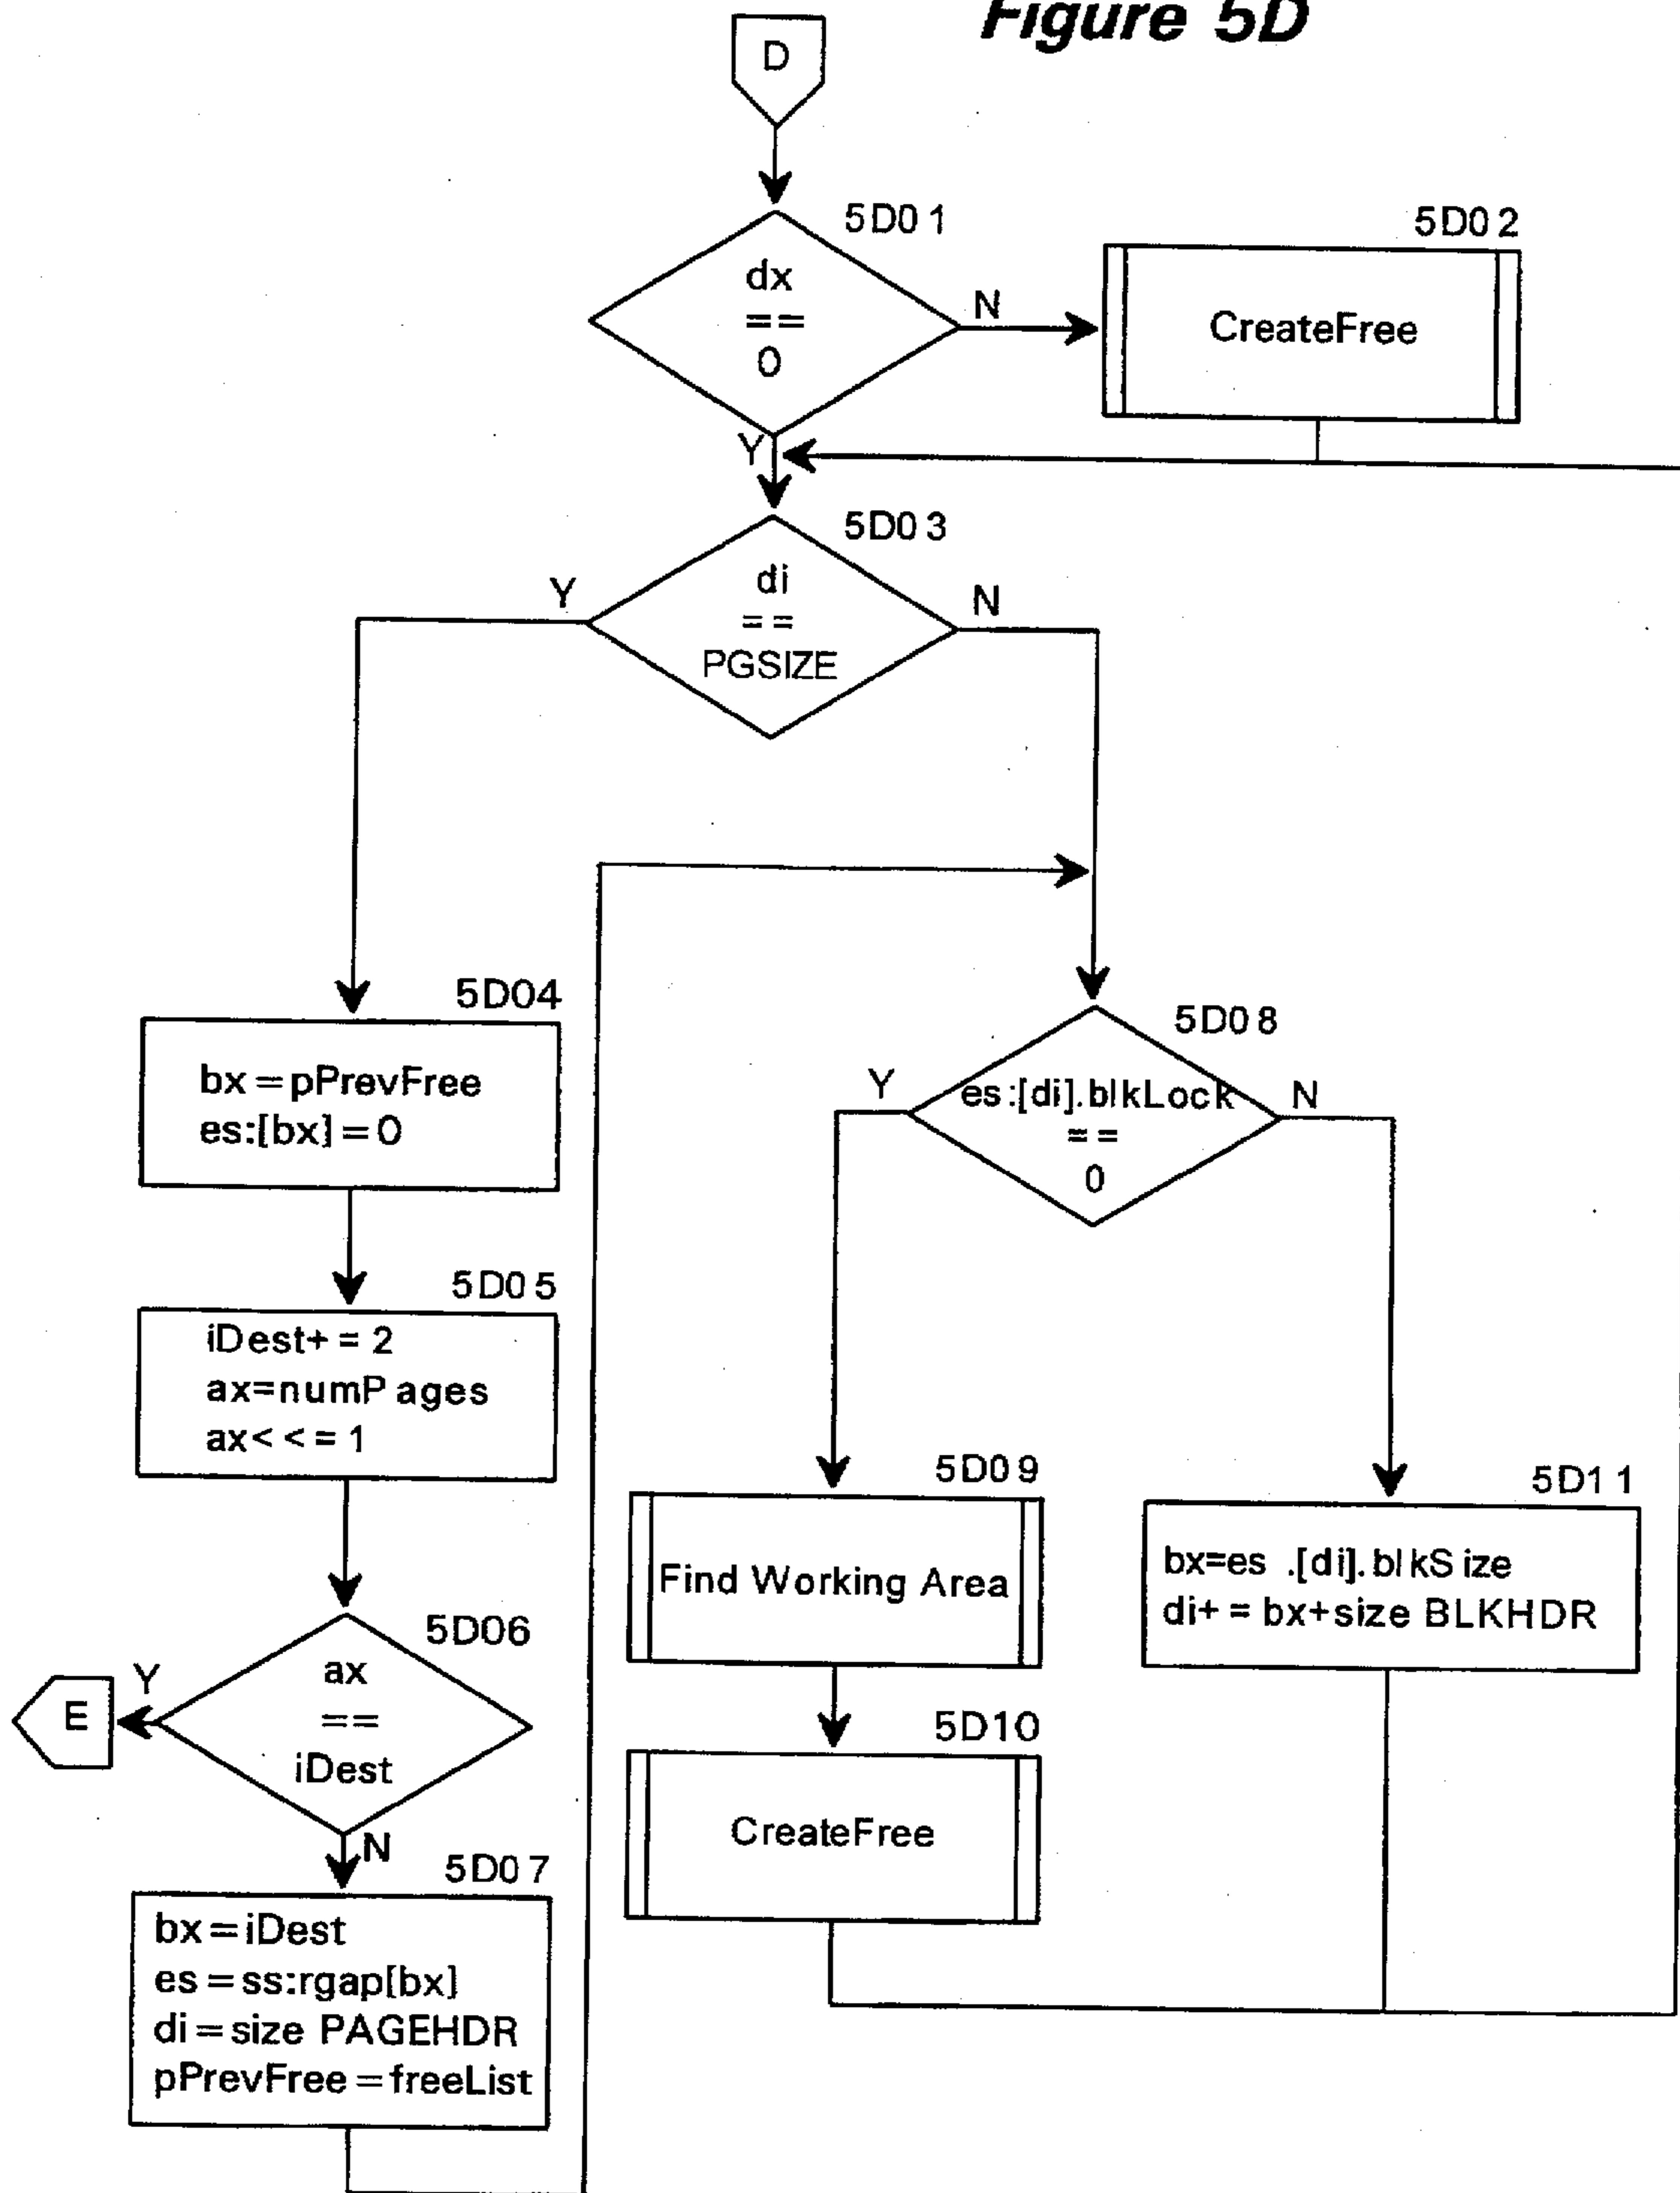 Figure 5D
D
5D01
dx
==
0
N
Y
5D02
CreateFree
5D03
di
==
PGSIZE
Y
N
5D04
bx=pPrevFree
es:[bx]=0
5D05
iDest+=2
ax=numPages
ax<<=1
5D06
ax
==
iDest
Y
E
N
5D07
bx=iDest
es=ss:rgap[bx]
di=size PAGEHDR
pPrevFree=freeList
5D08
es:[di].blkLock
==
0
Y
N
5D09
Find Working Area
5D10
CreateFree
5D11
bx=es .[di].blkSize
di+=bx+size BLKHDR